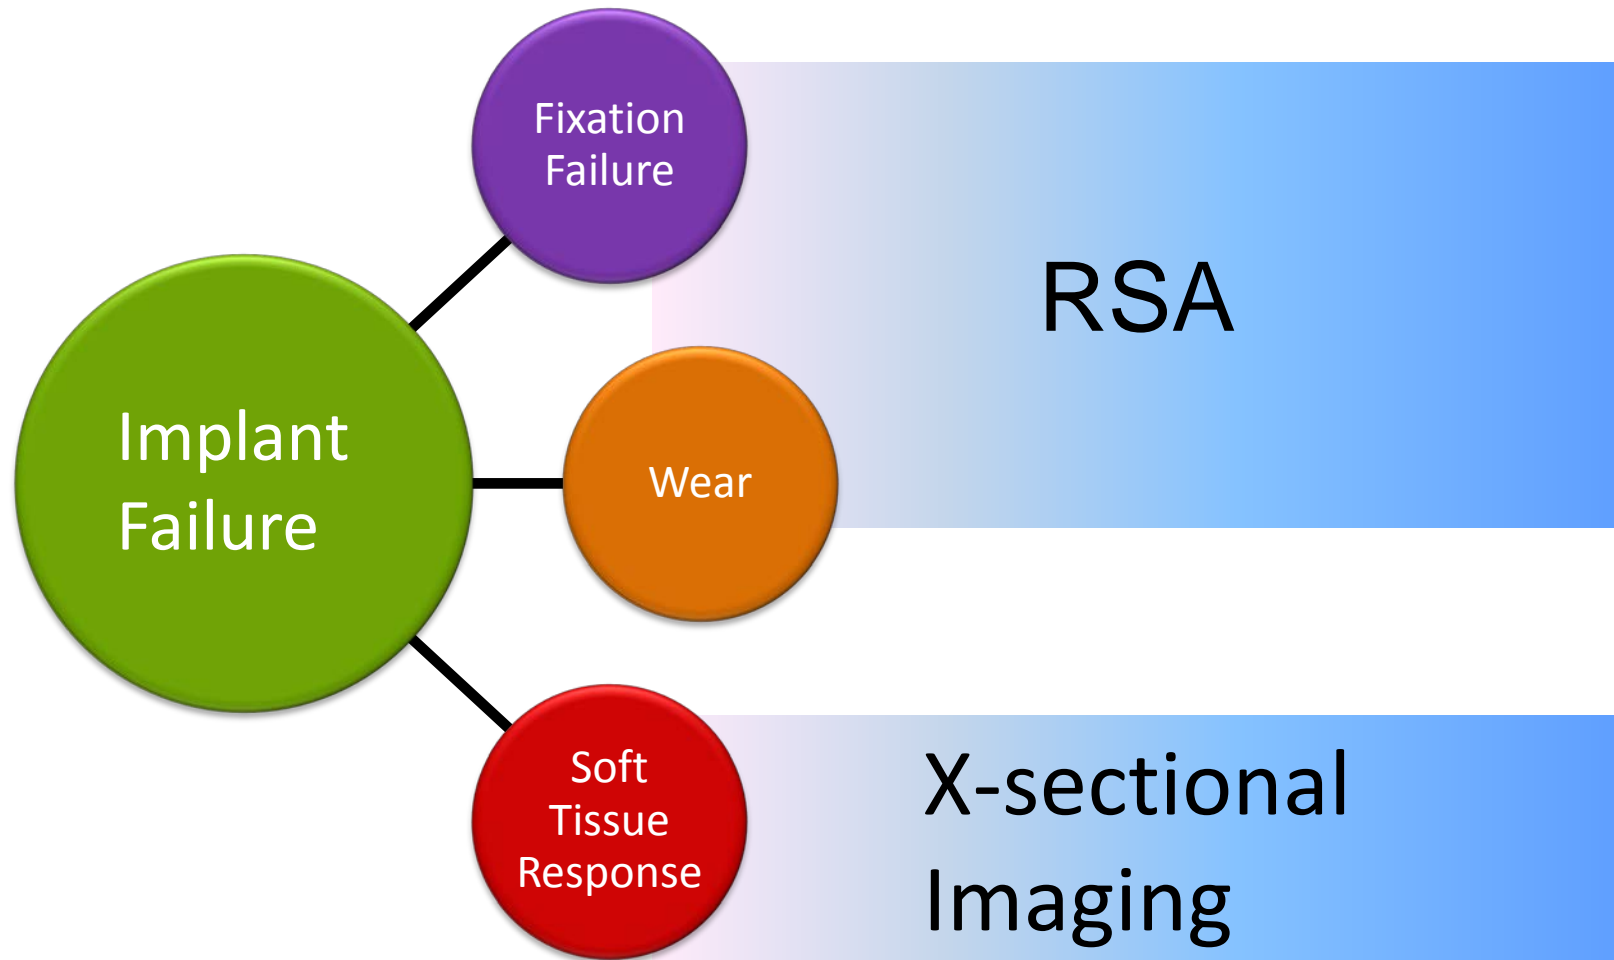 Fixation
Failure
RSA
Implant
Failure
Wear
Soft
Tissue
Response
X-sectional
Imaging